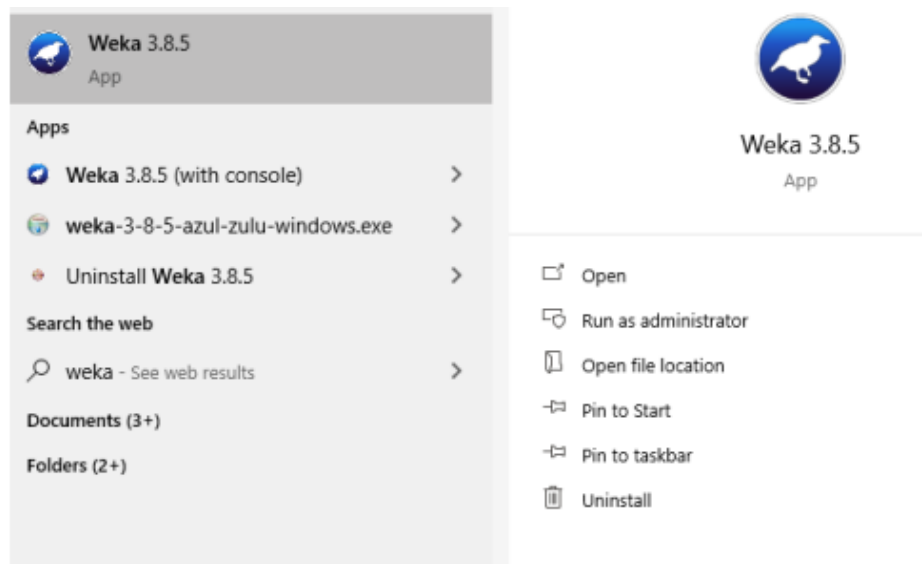 Weka 3.8.5
App
Apps
Weka 3.8.5 (with console)
weka-3-8-5-azul-zulu-windows.exe
Uninstall Weka 3.8.5
Search the web
weka - See web results
Documents (3+)
Folders (2+)
Weka 3.8.5
App
Open
Run as administrator
Open file location
Pin to Start
Pin to taskbar
Uninstall